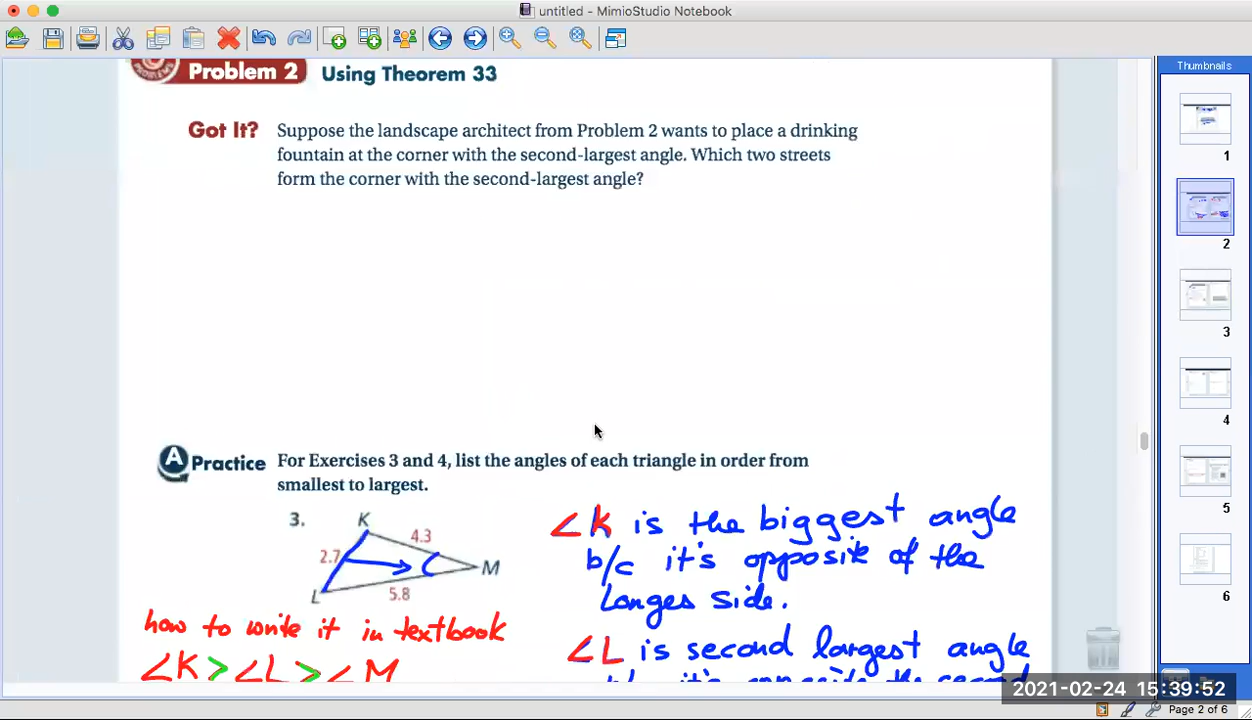 untitled - MimioStudio Notebook
Thumbnails
Problem 2 Using Theorem 33
Got It? Suppose the landscape architect from Problem 2 wants to place a drinking
fountain at the corner with the second-largest angle. Which two streets
form the corner with the second-largest angle?
A Practice For Exercises 3 and 4, list the angles of each triangle in order from
smallest to largest.
3.
K
4.3
2.7
M
L
5.8
∠K is the biggest angle
b/c it's opposite of the
longes side.
how to write it in textbook
∠K > ∠L > ∠M
∠L is second largest angle
b/c it's opposite the second
1
2
3
4
5
6
2021-02-24 15:39:52
Page 2 of 6